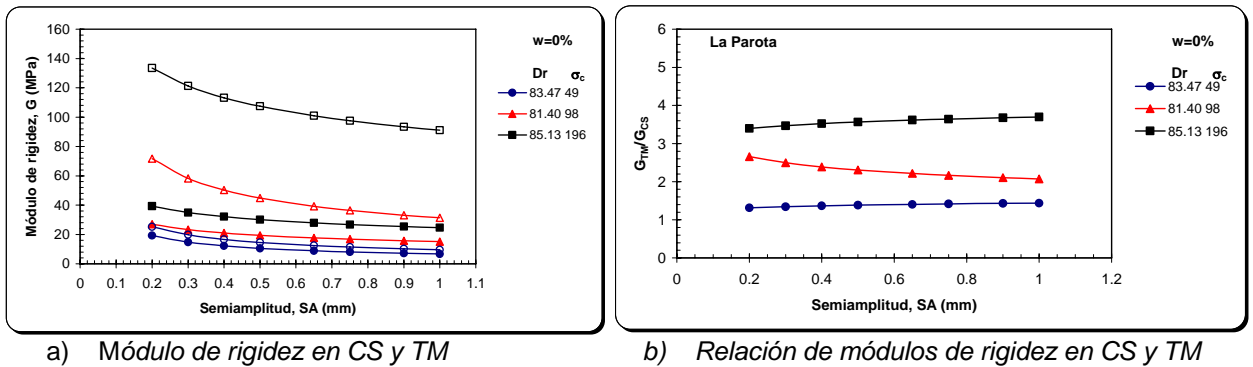 160
140
120
100
80
60
40
20
0
Módulo de rigidez, G (MPa)
0 0.1 0.2 0.3 0.4 0.5 0.6 0.7 0.8 0.9 1 1.1
Semiamplitud, SA (mm)
w=0%
Dr σc
83.47 49
81.40 98
85.13 196
a) Módulo de rigidez en CS y TM
La Parota
6
5
4
3
2
1
0
GTM/GCS
0 0.2 0.4 0.6 0.8 1 1.2
Semiamplitud, SA (mm)
w=0%
Dr σc
83.47 49
81.40 98
85.13 196
b) Relación de módulos de rigidez en CS y TM